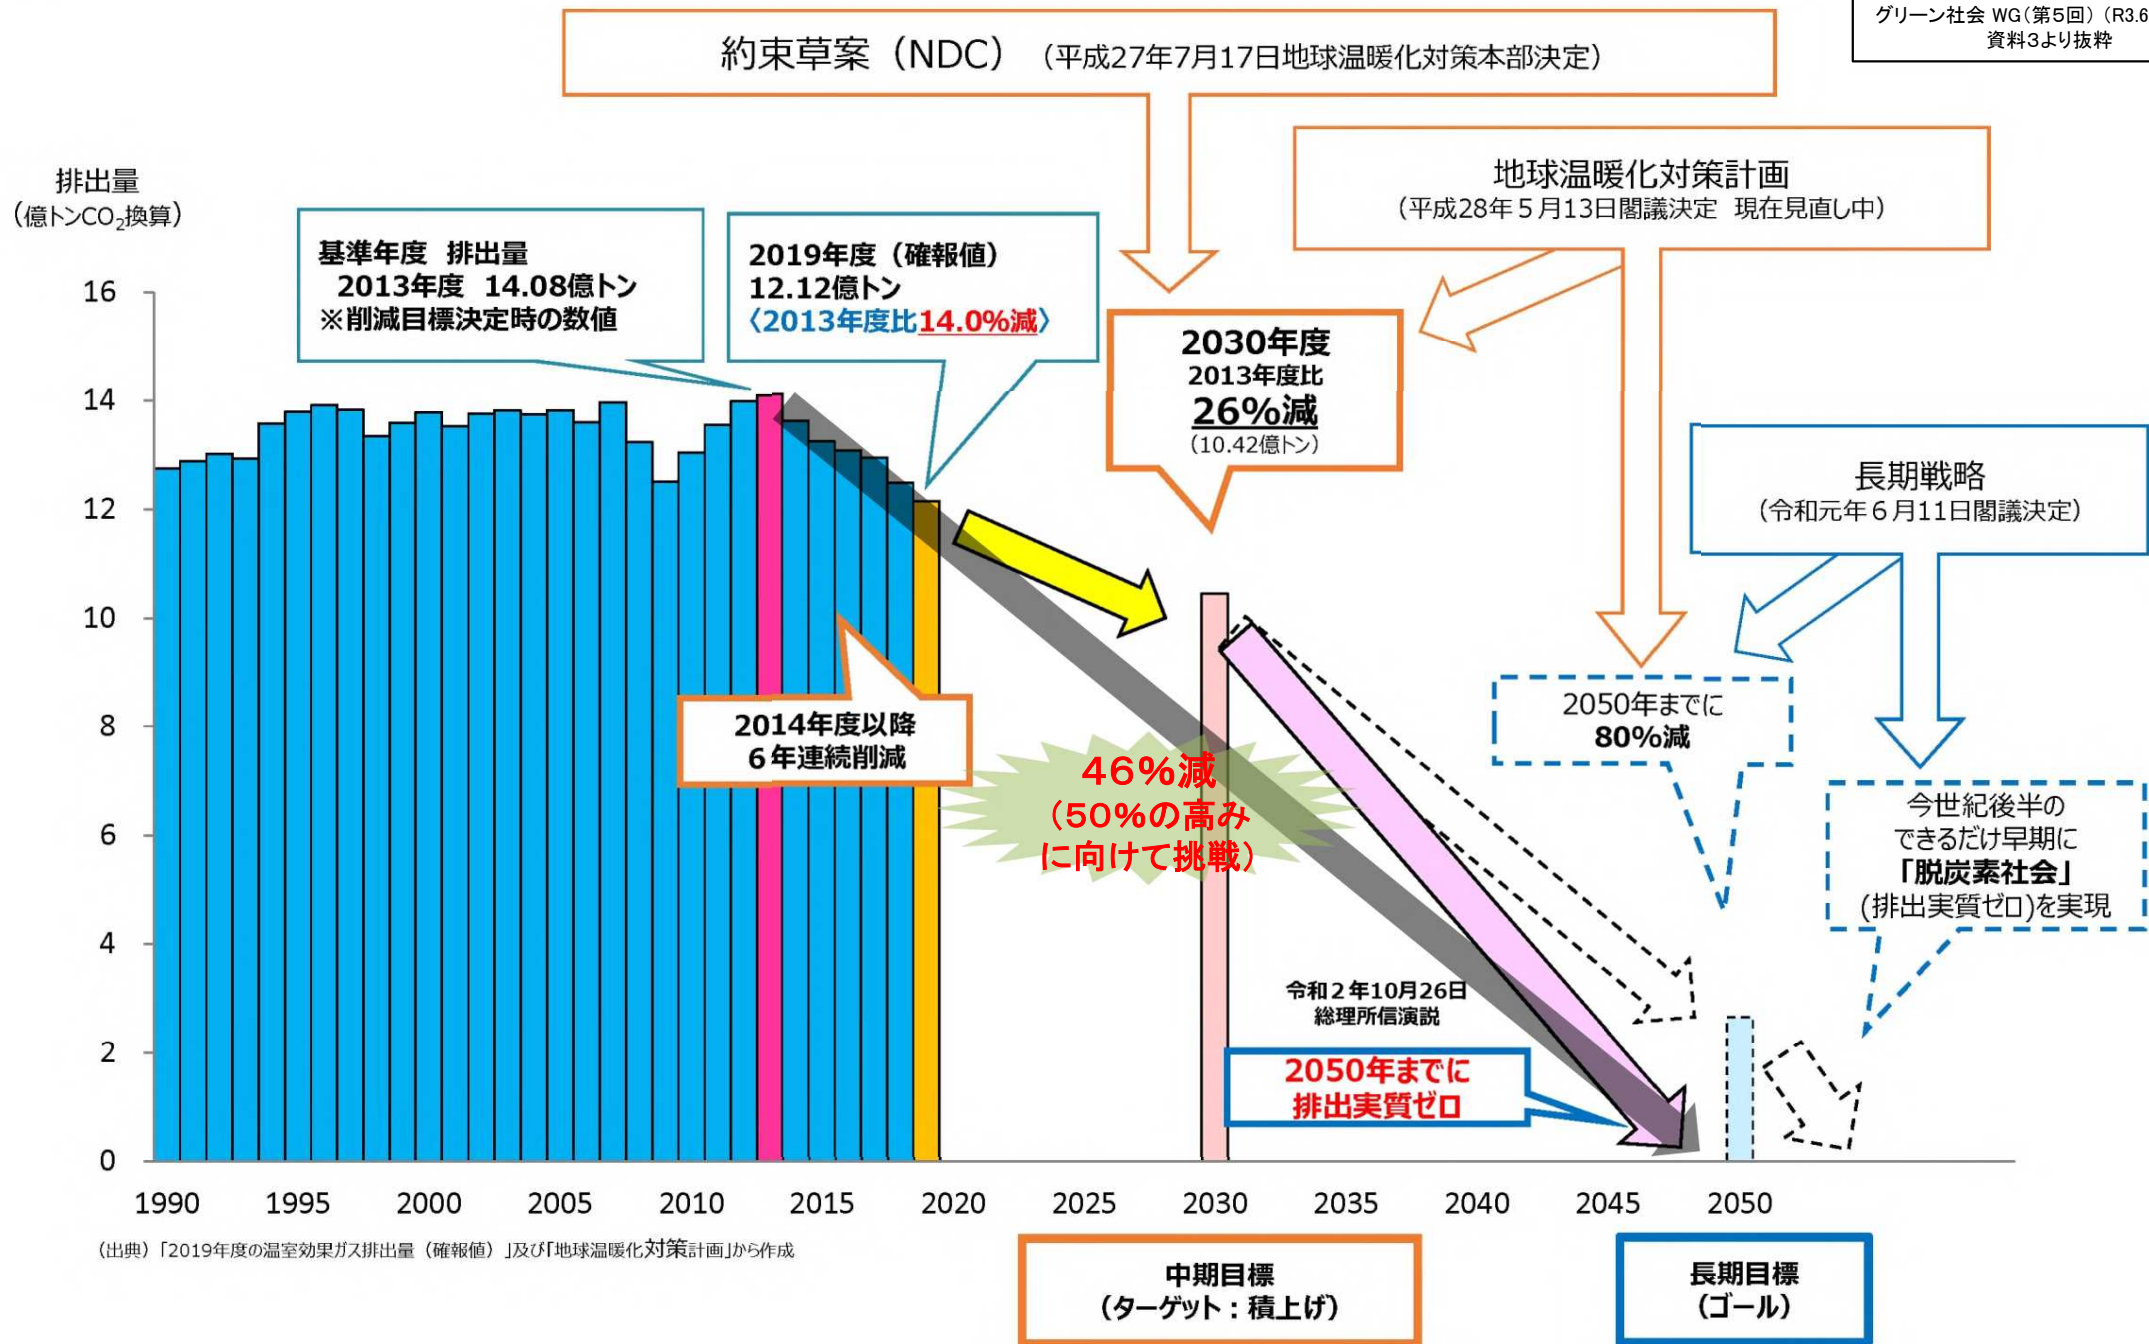 グリーン社会 WG（第5回）（R3.6
資料3より抜粋
約束草案（NDC）（平成27年7月17日地球温暖化対策本部決定）
地球温暖化対策計画
（平成28年５月13日閣議決定 現在見直し中）
排出量
（億トンCO₂換算）
基準年度 排出量
2013年度 14.08億トン
※削減目標決定時の数値
2019年度（確報値）
12.12億トン
〈2013年度比14.0%減〉
2030年度
2013年度比
26%減
（10.42億トン）
長期戦略
（令和元年６月11日閣議決定）
16
14
12
10
8
6
4
2
0
2014年度以降
６年連続削減
46%減
（50%の高み
に向けて挑戦）
2050年までに
80%減
今世紀後半の
できるだけ早期に
「脱炭素社会」
(排出実質ゼロ)を実現
令和２年10月26日
総理所信演説
2050年までに
排出実質ゼロ
1990 1995 2000 2005 2010 2015 2020 2025 2030 2035 2040 2045 2050
（出典）「2019年度の温室効果ガス排出量（確報値）」及び「地球温暖化対策計画」から作成
中期目標
（ターゲット：積上げ）
長期目標
（ゴール）